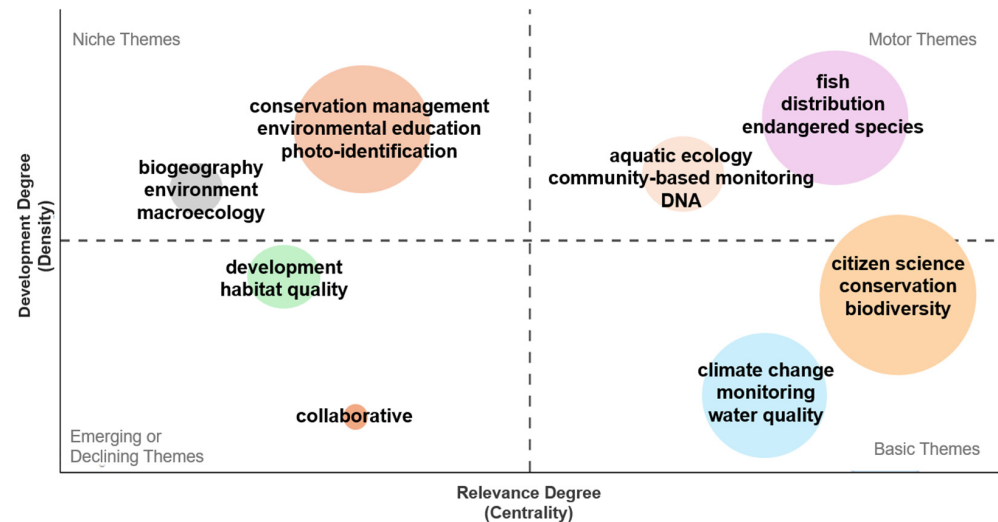 Niche Themes
Motor Themes
conservation management
environmental education
photo-identification
fish
distribution
endangered species
biogeography
environment
macroecology
aquatic ecology
community-based monitoring
DNA
Development Degree
(Density)
development
habitat quality
citizen science
conservation
biodiversity
climate change
monitoring
water quality
collaborative
Emerging or
Declining Themes
Basic Themes
Relevance Degree
(Centrality)